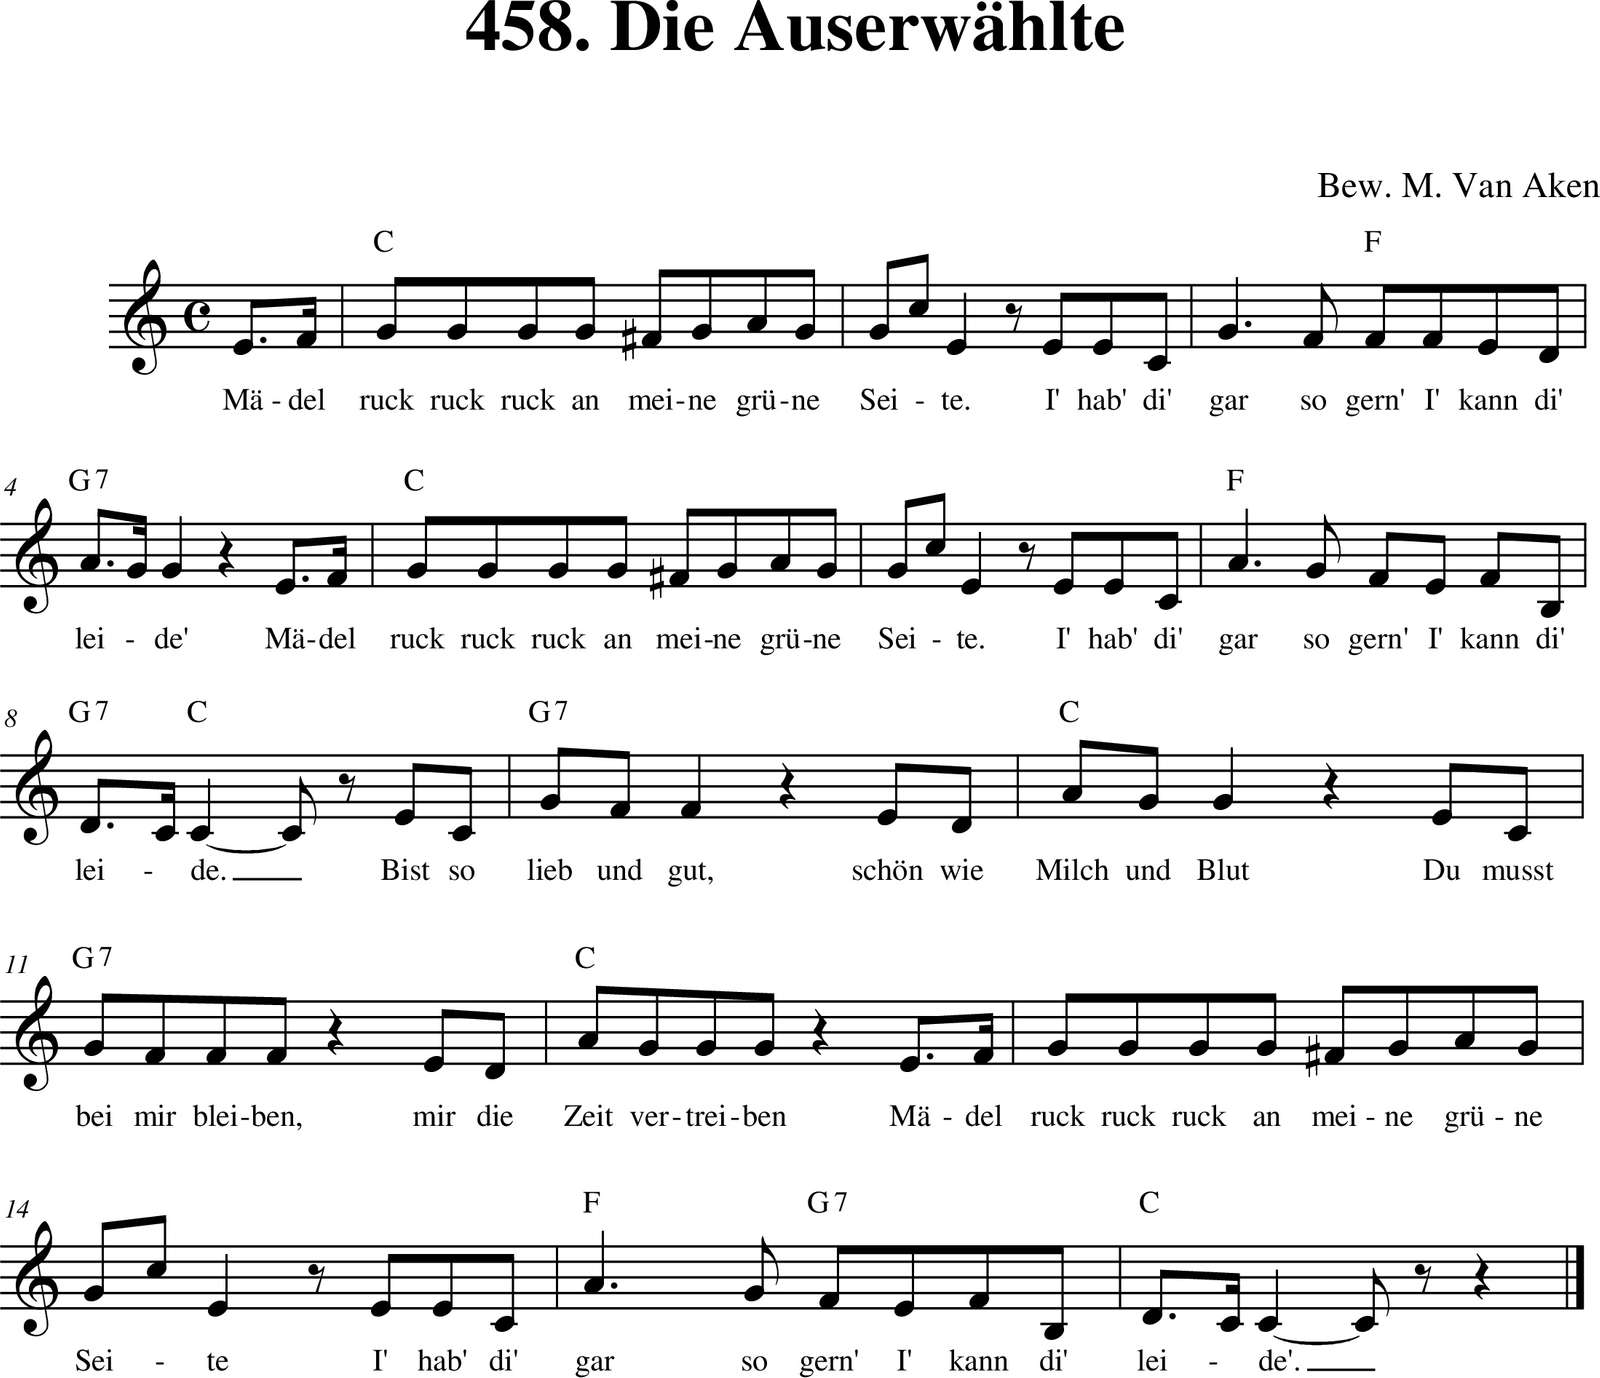 458. Die Auserwählte
Bew. M. Van Aken
C F
Mä - del ruck ruck ruck an mei - ne grü - ne Sei - te. I' hab' di' gar so gern' I' kann di'
4 G7 C F
lei - de' Mä - del ruck ruck ruck an mei - ne grü - ne Sei - te. I' hab' di' gar so gern' I' kann di'
8 G7 C G7 C
lei - de. Bist so lieb und gut, schön wie Milch und Blut Du musst
11 G7 C
bei mir blei - ben, mir die Zeit ver - trei - ben Mä - del ruck ruck ruck an mei - ne grü - ne
14 F G7 C
Sei - te I' hab' di' gar so gern' I' kann di' lei - de'.